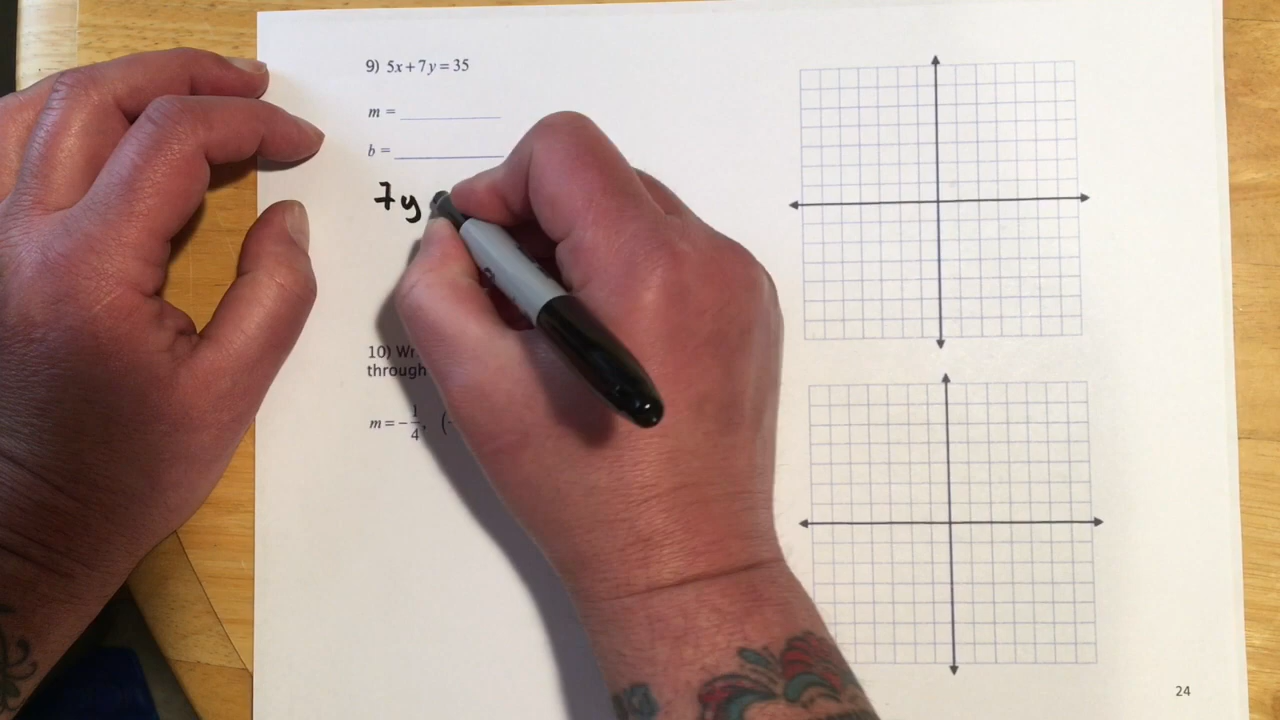 9) 5x + 7y = 35
m =
b =
7y
10) Wr
through
m = -1/4, (-
24